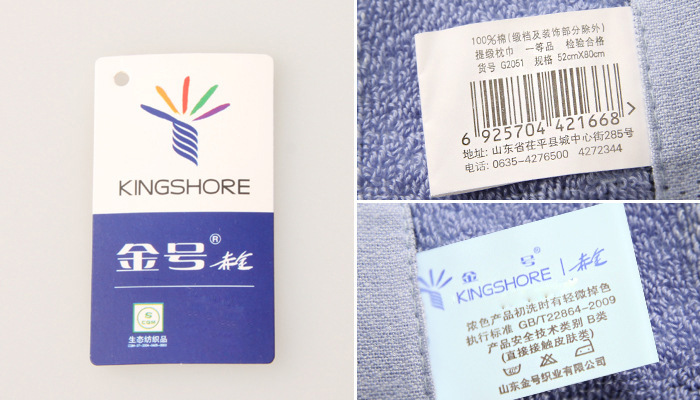 KINGSHORE
金号® 
生态纺织品
100%棉(缎档及装饰部分除外)
提缎枕巾 一等品 检验合格
货号 G2051 规格 52cmX80cm
6 925704 421668 >
地址: 山东省茌平县城中心街285号
电话: 0635-4276500 4272344
金 号®
KINGSHORE
浓色产品初洗时有轻微掉色
执行标准 GB/T22864-2009
产品安全技术类别 B类
(直接接触皮肤类)
山东金号织业有限公司